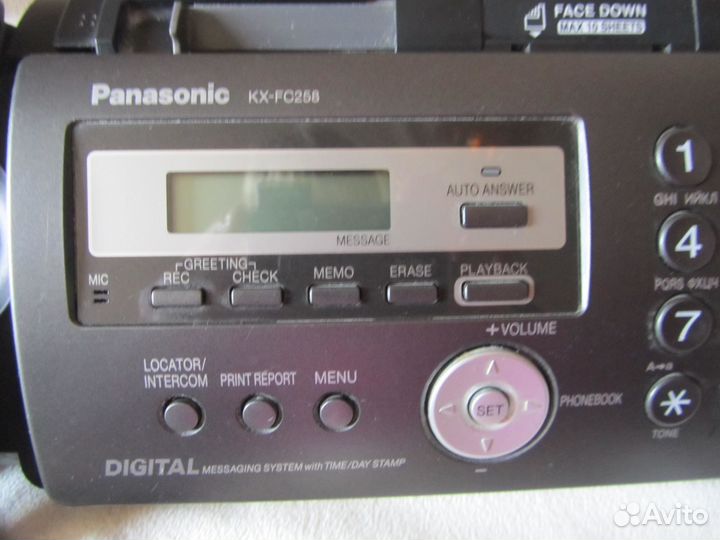 FACE DOWN
MAX 10 SHEETS
Panasonic KX-FC258
AUTO ANSWER
MESSAGE
GREETING
MIC REC CHECK MEMO ERASE PLAYBACK
+VOLUME
LOCATOR/
INTERCOM PRINT REPORT MENU
SET
PHONEBOOK
−
DIGITAL MESSAGING SYSTEM with TIME/DAY STAMP
1
GHI ИЙКЛ
4
PQRS ФХЦЧ
7
A→a
*
TONE
Avito